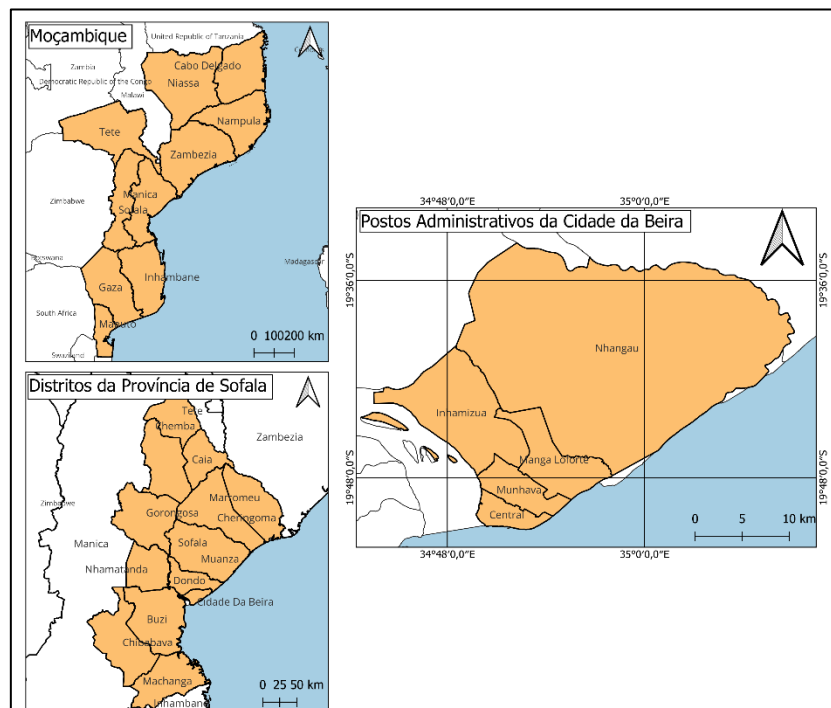 Moçambique
United Republic of Tanzania
Zambia
Democratic Republic of the Congo
Malawi
Cabo Delgado
Niassa
Nampula
Tete
Zambezia
Zimbabwe
Manica
Sofala
Inhambane
Madagascar
Gaza
South Africa
Maputo
Swaziland
0 100200 km
Distritos da Província de Sofala
Tete
Chemba
Zambezia
Caia
Marromeu
Zimbabwe
Gorongosa
Cheringoma
Manica
Sofala
Muanza
Nhamatanda
Dondo
Cidade Da Beira
Buzi
Chibabava
Machanga
0 25 50 km
Inhambane
34°48'0,0"E 35°0'0,0"E
Postos Administrativos da Cidade da Beira
19°36'0,0"S 19°36'0,0"S
Nhangau
Inhamizua
Manga Loforte
19°48'0,0"S 19°48'0,0"S
Munhava
Central
0 5 10 km
34°48'0,0"E 35°0'0,0"E